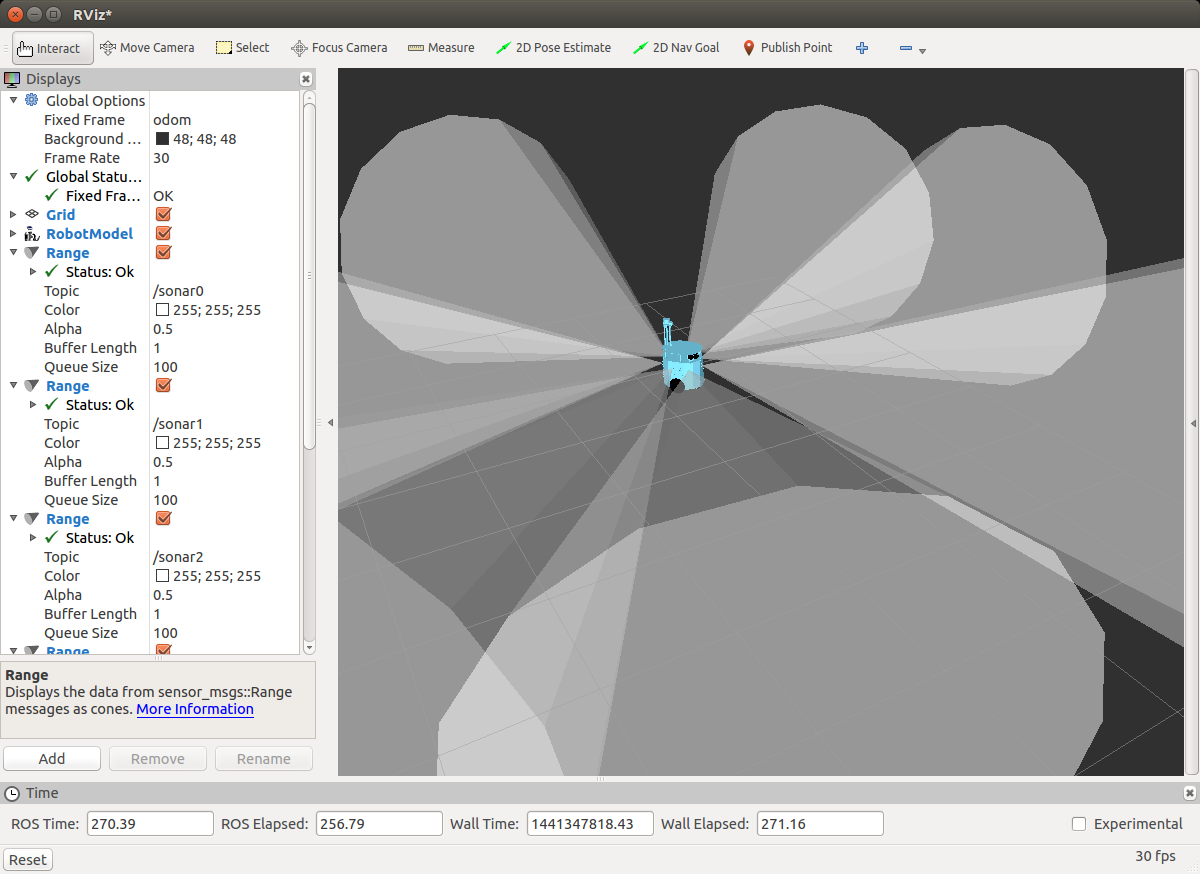 RViz*
Interact Move Camera Select Focus Camera Measure 2D Pose Estimate 2D Nav Goal Publish Point
Displays
Global Options
Fixed Frame odom
Background ... 48; 48; 48
Frame Rate 30
Global Statu...
Fixed Fra... OK
Grid
RobotModel
Range
Status: Ok
Topic /sonar0
Color 255; 255; 255
Alpha 0.5
Buffer Length 1
Queue Size 100
Range
Status: Ok
Topic /sonar1
Color 255; 255; 255
Alpha 0.5
Buffer Length 1
Queue Size 100
Range
Status: Ok
Topic /sonar2
Color 255; 255; 255
Alpha 0.5
Buffer Length 1
Queue Size 100
Range
Range
Displays the data from sensor_msgs::Range
messages as cones. More Information
Add Remove Rename
Time
ROS Time: 270.39 ROS Elapsed: 256.79 Wall Time: 1441347818.43 Wall Elapsed: 271.16 Experimental
Reset 30 fps